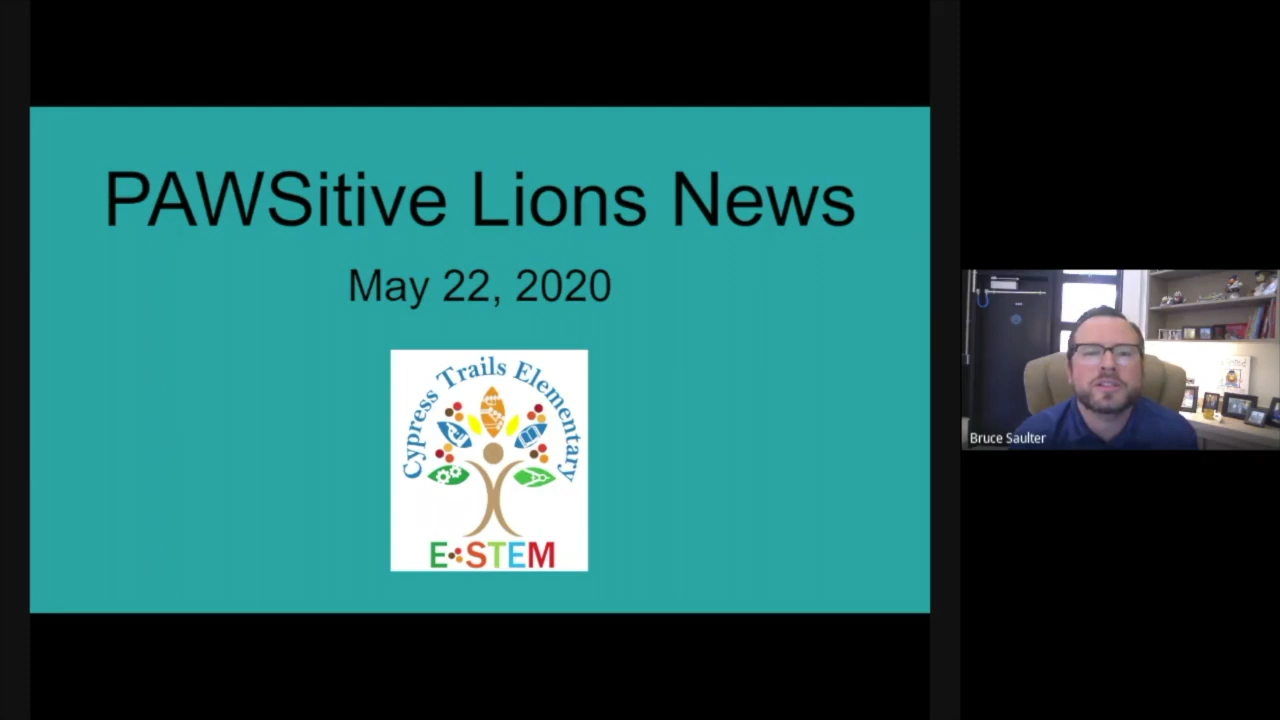 PAWSitive Lions News
May 22, 2020
Cypress Trails Elementary
E STEM
Bruce Saulter